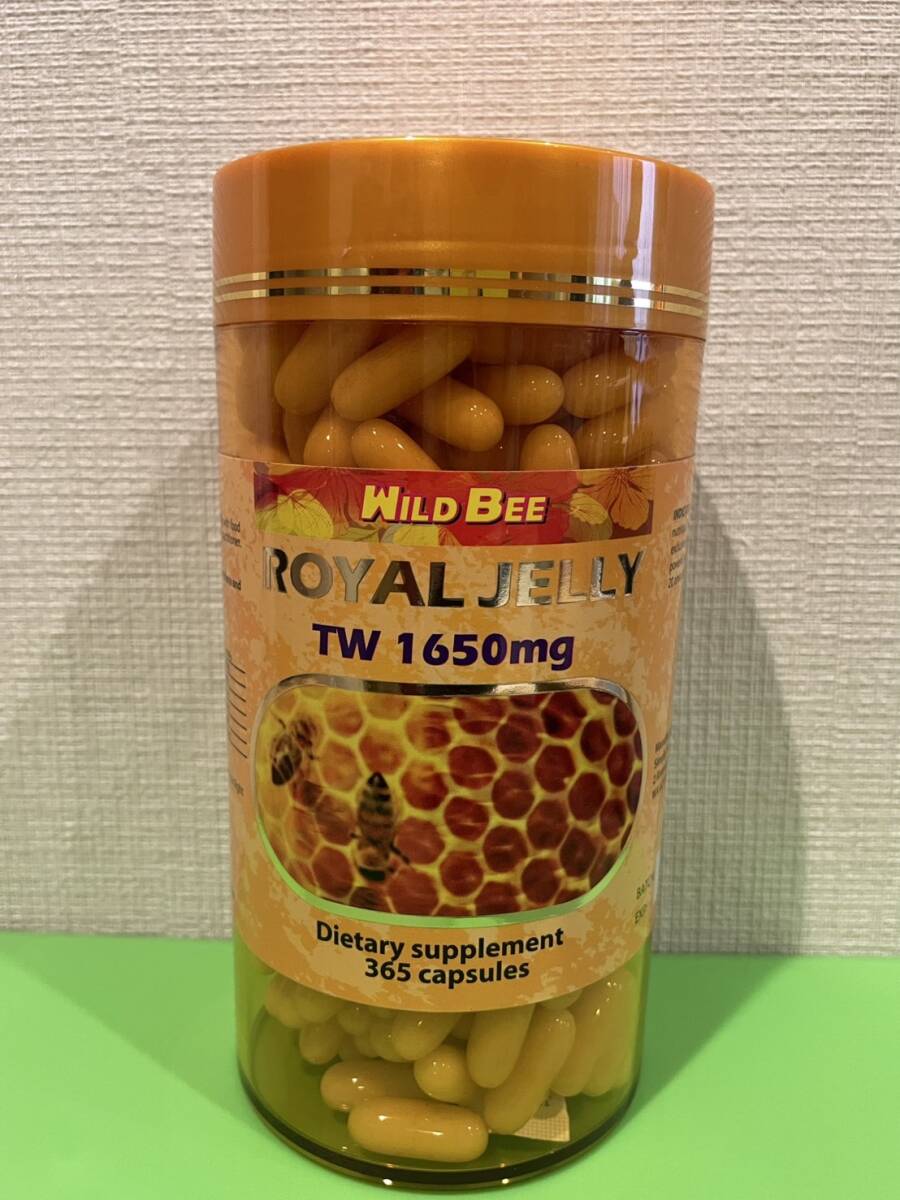 WILD BEE
ROYAL JELLY
TW 1650mg
Dietary supplement
365 capsules